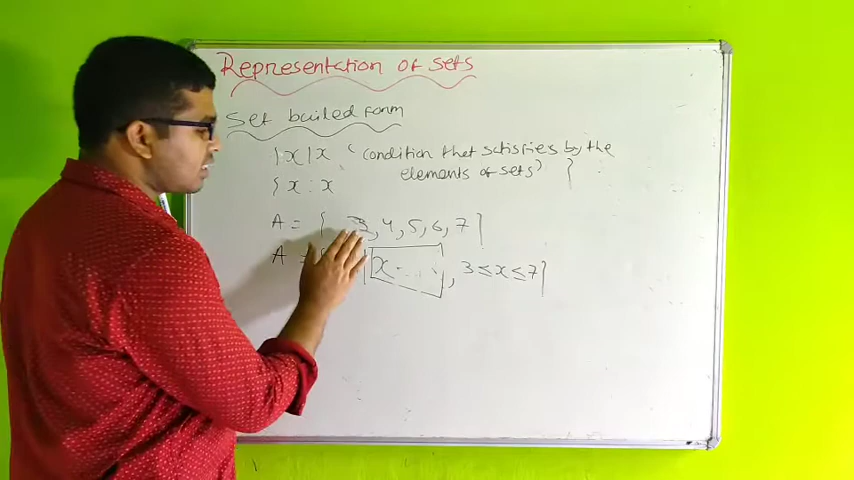 Representation of sets
Set builed form
{x|x (condition that satisfies by the
elements of sets) }
{x : x
A = { 3, 4, 5, 6, 7}
A = { | x , 3 ≤ x ≤ 7}